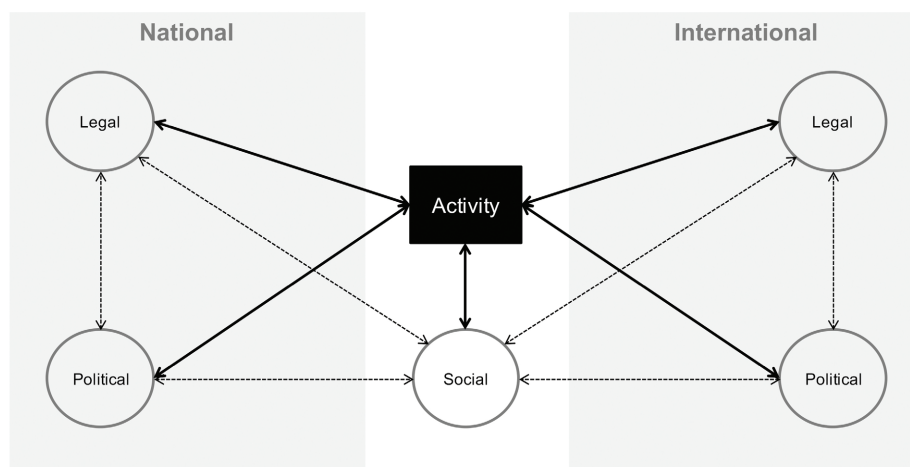 National
International
Legal
Legal
Activity
Political
Social
Political